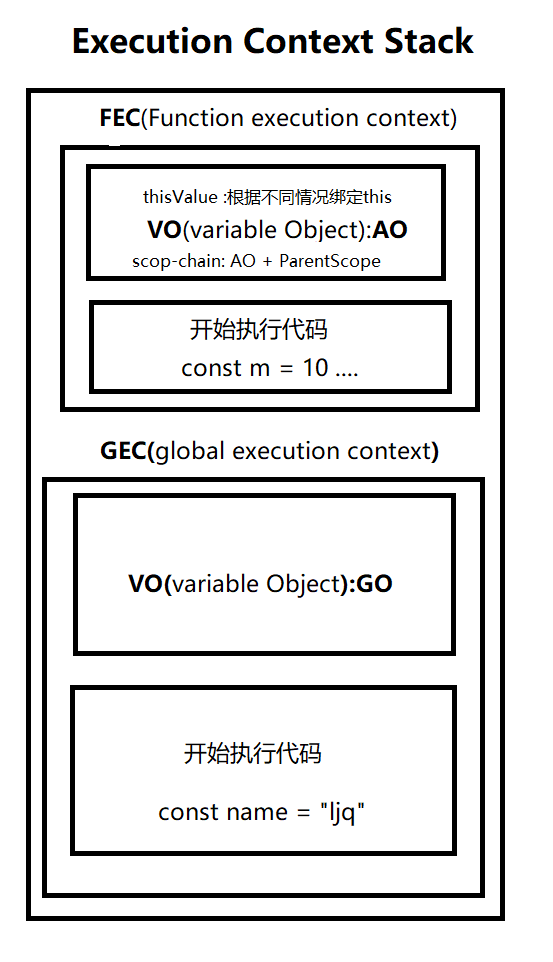 Execution Context Stack
FEC(Function execution context)
thisValue :根据不同情况绑定this
VO(variable Object):AO
scop-chain: AO + ParentScope
开始执行代码
const m = 10 ....
GEC(global execution context)
VO(variable Object):GO
开始执行代码
const name = "ljq"